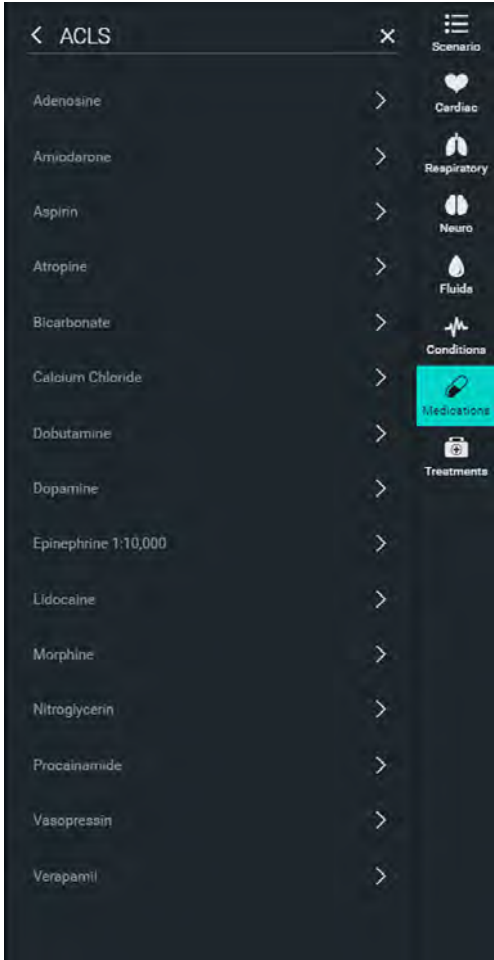 ACLS
Adenosine
Amiodarone
Aspirin
Atropine
Bicarbonate
Calcium Chloride
Dobutamine
Dopamine
Epinephrine 1:10,000
Lidocaine
Morphine
Nitroglycerin
Procainamide
Vasopressin
Verapamil
Scenario
Cardiac
Respiratory
Neuro
Fluids
Conditions
Medications
Treatments